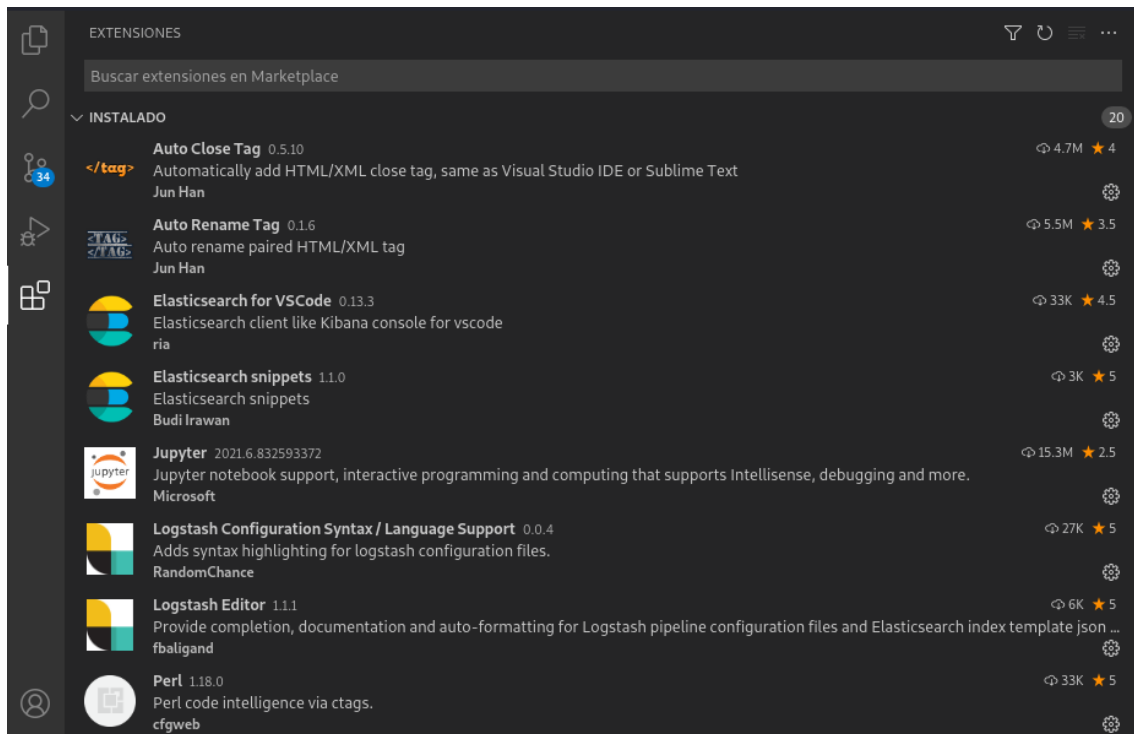 EXTENSIONES
Buscar extensiones en Marketplace
INSTALADO 20
34
</tag> Auto Close Tag 0.5.10 4.7M ★ 4
Automatically add HTML/XML close tag, same as Visual Studio IDE or Sublime Text
Jun Han
<TAG> Auto Rename Tag 0.1.6 5.5M ★ 3.5
</TAG> Auto rename paired HTML/XML tag
Jun Han
Elasticsearch for VSCode 0.13.3 33K ★ 4.5
Elasticsearch client like Kibana console for vscode
ria
Elasticsearch snippets 1.1.0 3K ★ 5
Elasticsearch snippets
Budi Irawan
Jupyter 2021.6.832593372 15.3M ★ 2.5
jupyter Jupyter notebook support, interactive programming and computing that supports Intellisense, debugging and more.
Microsoft
Logstash Configuration Syntax / Language Support 0.0.4 27K ★ 5
Adds syntax highlighting for logstash configuration files.
RandomChance
Logstash Editor 1.1.1 6K ★ 5
Provide completion, documentation and auto-formatting for Logstash pipeline configuration files and Elasticsearch index template json ...
fbaligand
Perl 1.18.0 33K ★ 5
Perl code intelligence via ctags.
cfgweb